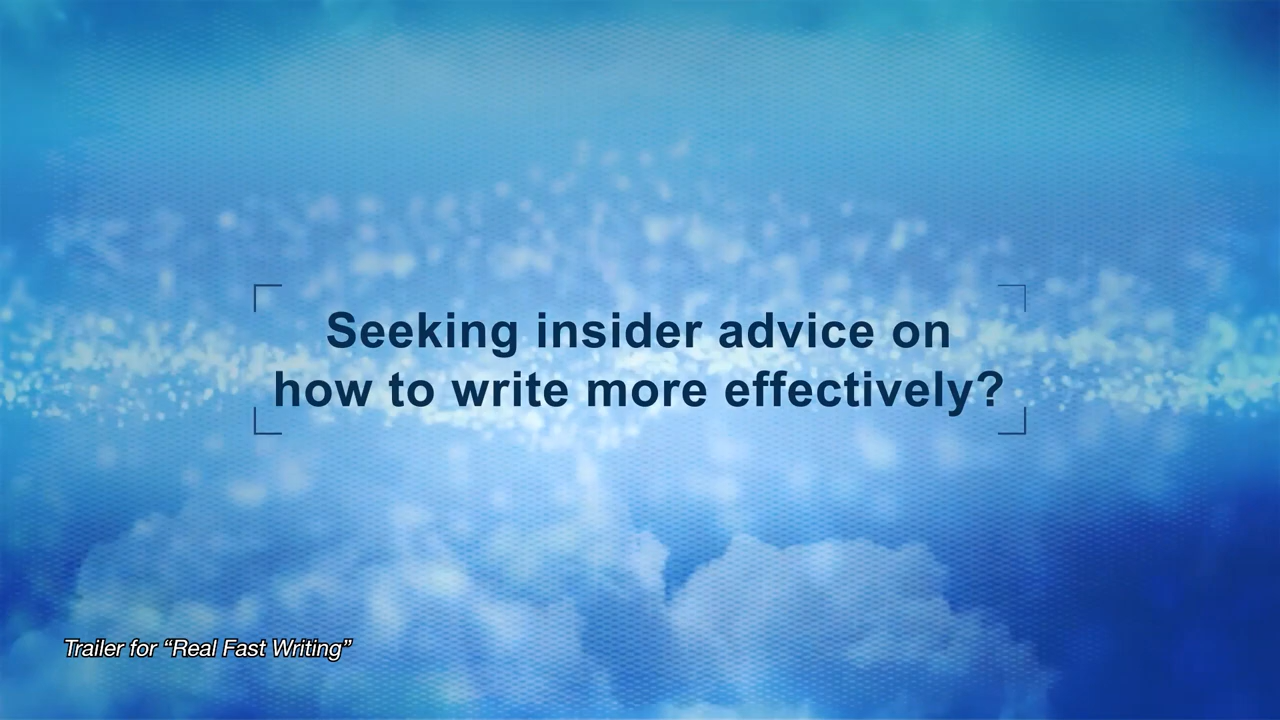 Seeking insider advice on
how to write more effectively?
Trailer for “Real Fast Writing”